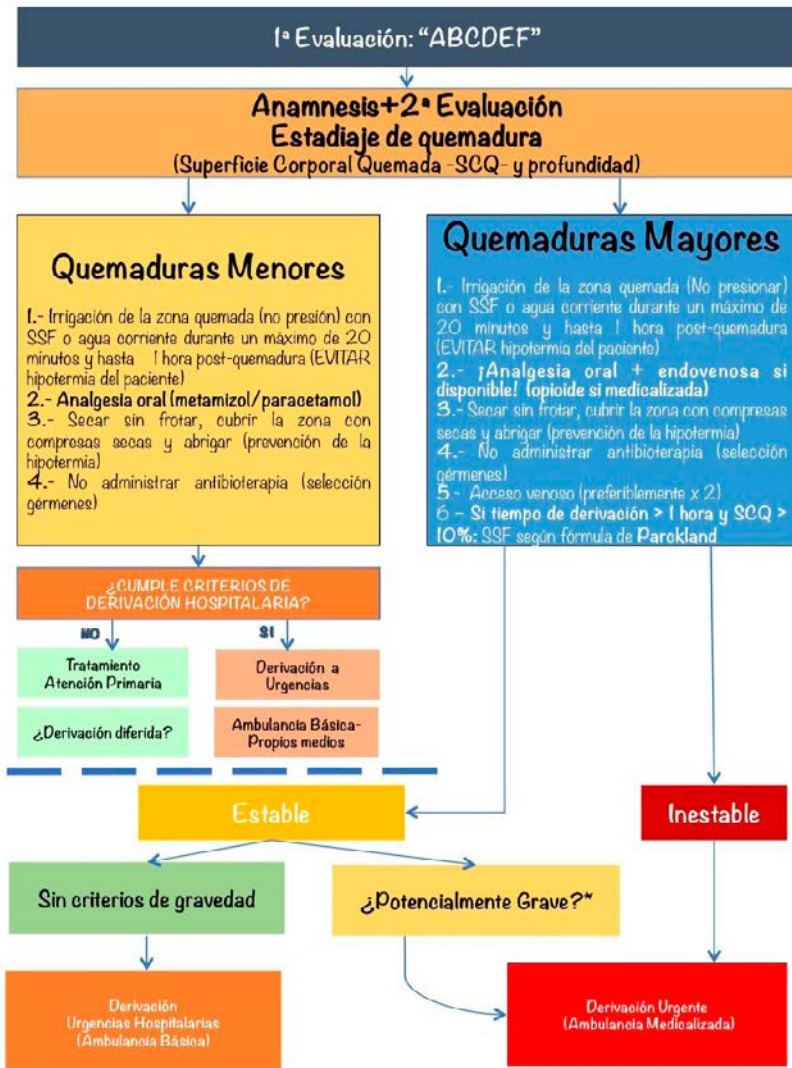 1ª Evaluación: "ABCDEF"
Anamnesis+2ª Evaluación
Estadiaje de quemadura
(Superficie Corporal Quemada -SCQ- y profundidad)
Quemaduras Menores
1.- Irrigación de la zona quemada (no presión) con
SSF o agua corriente durante un máximo de 20
minutos y hasta 1 hora post-quemadura (EVITAR
hipotermia del paciente)
2.- Analgesia oral (metamizol/paracetamol)
3.- Secar sin frotar, cubrir la zona con
compresas secas y abrigar (prevención de la
hipotermia)
4.- No administrar antibioterapia (selección
gérmenes)
Quemaduras Mayores
1.- Irrigación de la zona quemada (No presionar)
con SSF o agua corriente durante un máximo de
20 minutos y hasta 1 hora post-quemadura
(EVITAR hipotermia del paciente)
2.- ¡Analgesia oral + endovenosa si
disponible! (opioide si medicalizada)
3.- Secar sin frotar, cubrir la zona con compresas
secas y abrigar (prevención de la hipotermia)
4.- No administrar antibioterapia (selección
gérmenes)
5.- Acceso venoso (preferiblemente x 2)
6 – Si tiempo de derivación > 1 hora y SCQ >
10%: SSF según fórmula de Parckland
¿CUMPLE CRITERIOS DE
DERIVACIÓN HOSPITALARIA?
NO
SI
Tratamiento
Atención Primaria
¿Derivación diferida?
Derivación a
Urgencias
Ambulancia Básica-
Propios medios
Estable
Inestable
Sin criterios de gravedad
¿Potencialmente Grave?*
Derivación
Urgencias Hospitalarias
(Ambulancia Básica)
Derivación Urgente
(Ambulancia Medicalizada)